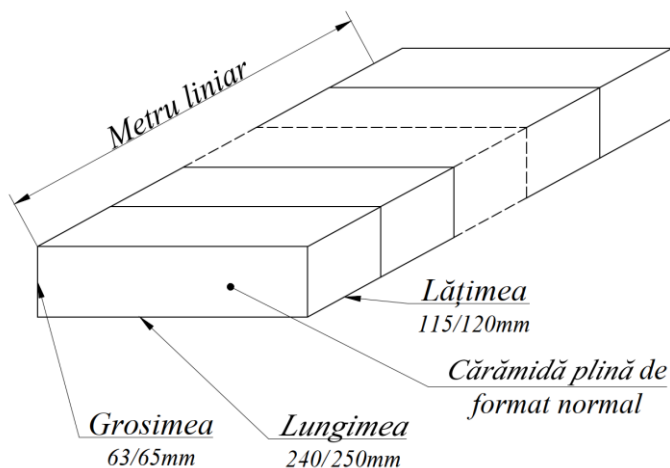 Metru liniar
Lățimea
115/120mm
Cărămidă plină de
format normal
Grosimea
63/65mm
Lungimea
240/250mm